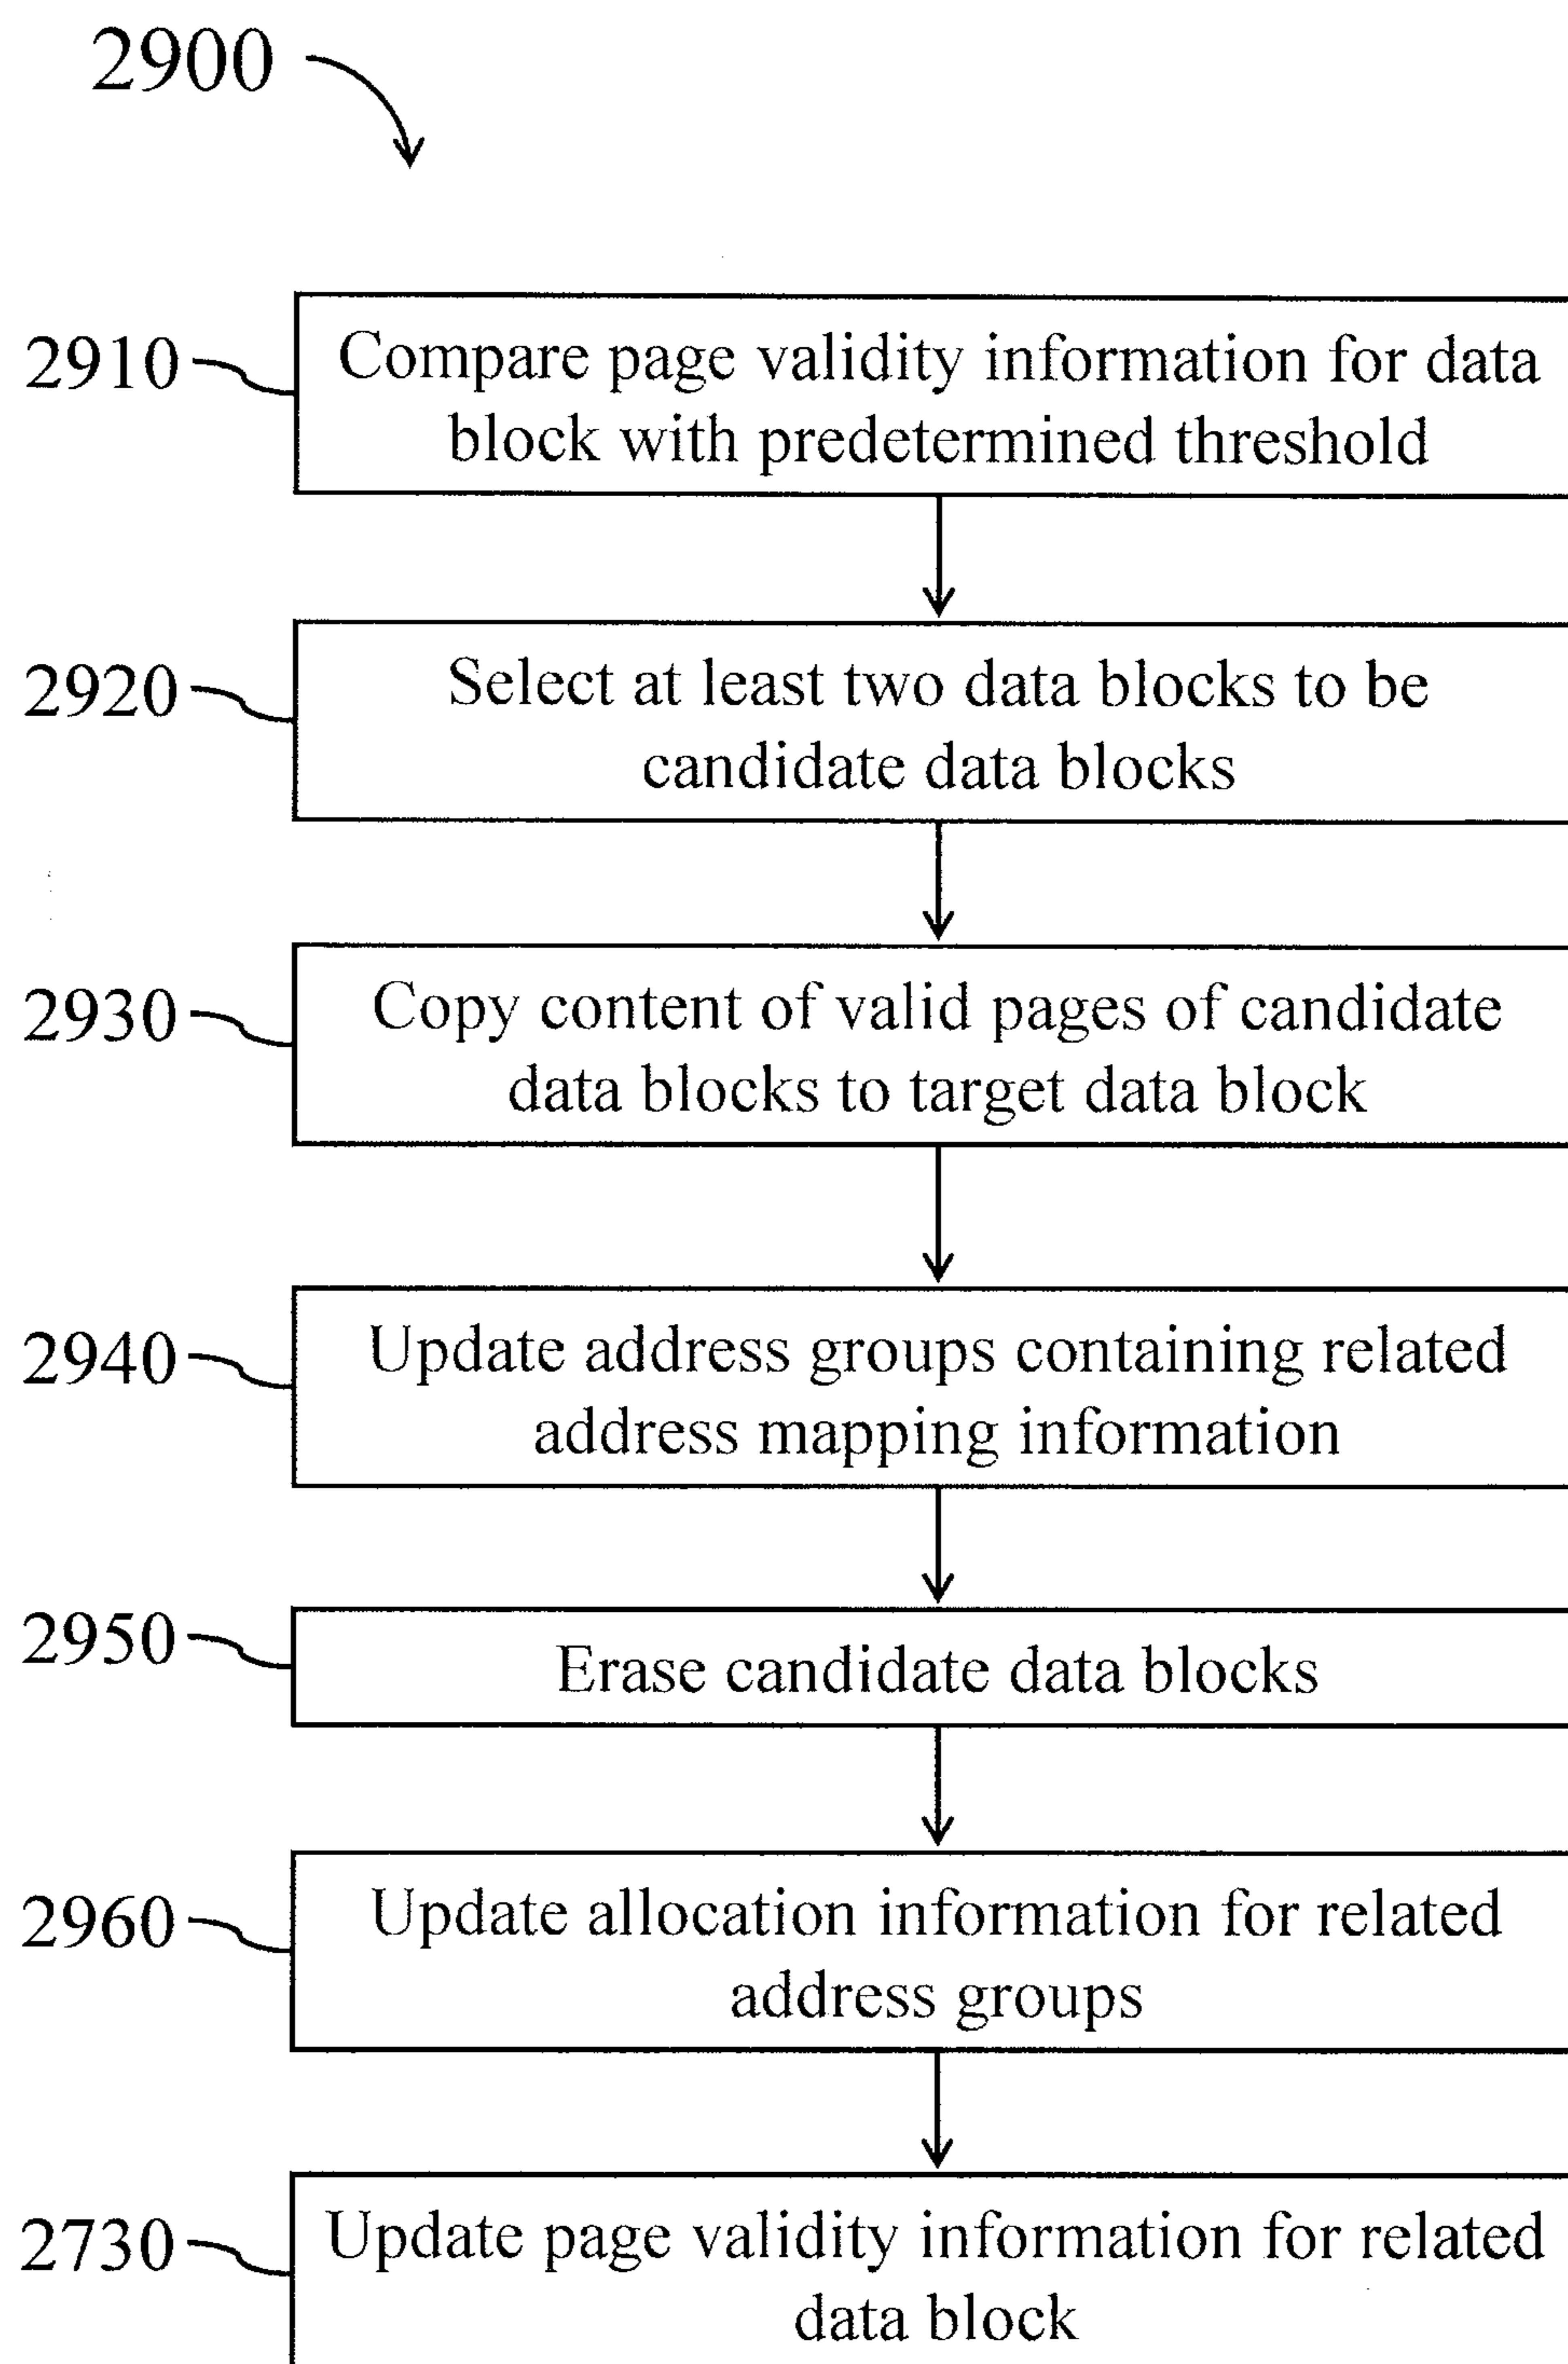 2900
2910
Compare page validity information for data
block with predetermined threshold
2920
Select at least two data blocks to be
candidate data blocks
2930
Copy content of valid pages of candidate
data blocks to target data block
2940
Update address groups containing related
address mapping information
2950
Erase candidate data blocks
2960
Update allocation information for related
address groups
2730
Update page validity information for related
data block